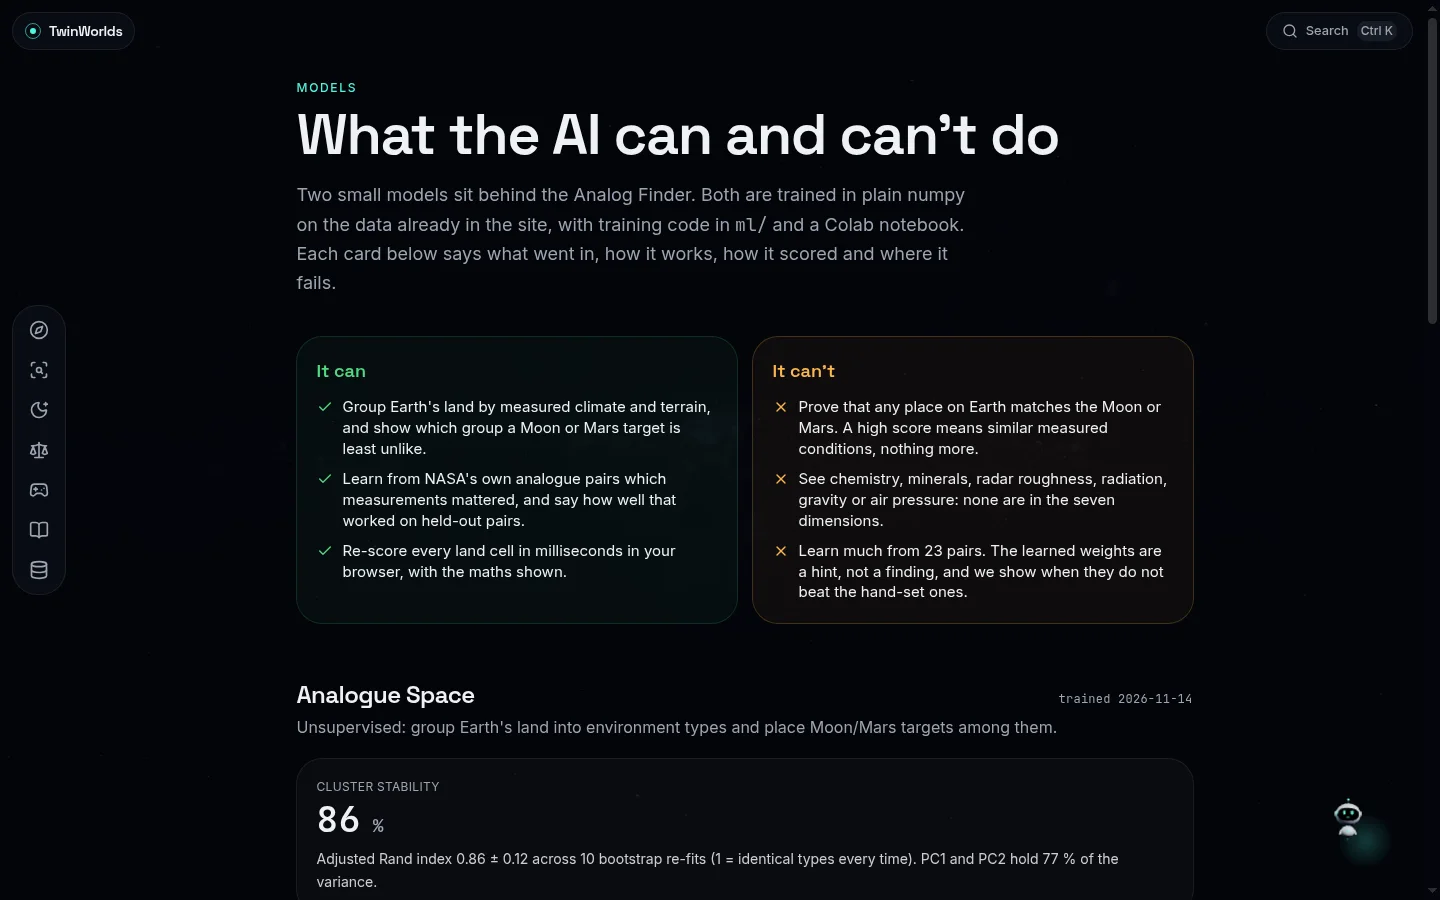 TwinWorlds
Search Ctrl K
MODELS
What the AI can and can’t do
Two small models sit behind the Analog Finder. Both are trained in plain numpy
on the data already in the site, with training code in ml/ and a Colab notebook.
Each card below says what went in, how it works, how it scored and where it
fails.
It can
Group Earth's land by measured climate and terrain,
and show which group a Moon or Mars target is
least unlike.
Learn from NASA's own analogue pairs which
measurements mattered, and say how well that
worked on held-out pairs.
Re-score every land cell in milliseconds in your
browser, with the maths shown.
It can’t
Prove that any place on Earth matches the Moon or
Mars. A high score means similar measured
conditions, nothing more.
See chemistry, minerals, radar roughness, radiation,
gravity or air pressure: none are in the seven
dimensions.
Learn much from 23 pairs. The learned weights are
a hint, not a finding, and we show when they do not
beat the hand-set ones.
Analogue Space
trained 2026-11-14
Unsupervised: group Earth's land into environment types and place Moon/Mars targets among them.
CLUSTER STABILITY
86 %
Adjusted Rand index 0.86 ± 0.12 across 10 bootstrap re-fits (1 = identical types every time). PC1 and PC2 hold 77 % of the
variance.